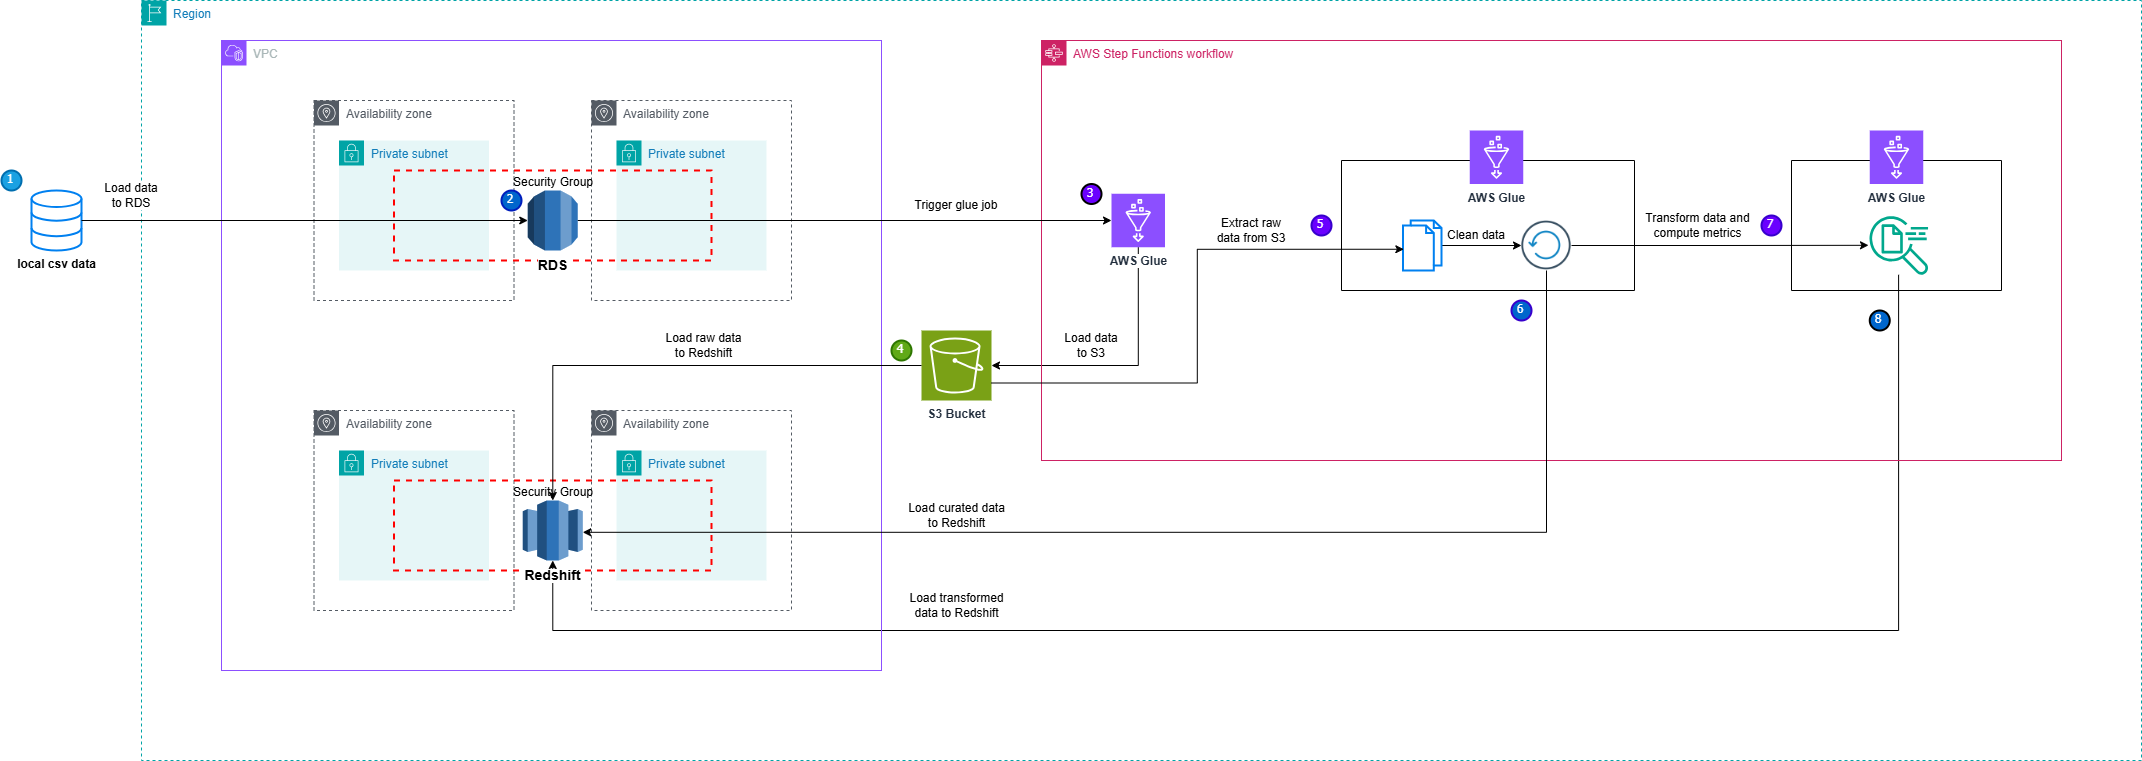 Region
VPC
AWS Step Functions workflow
Availability zone
Availability zone
Private subnet
Private subnet
1
Load data
to RDS
local csv data
Security Group
2
RDS
Trigger glue job
3
AWS Glue
Extract raw
data from S3
5
AWS Glue
Clean data
Transform data and
compute metrics
7
AWS Glue
6
8
Load raw data
to Redshift
4
Load data
to S3
S3 Bucket
Availability zone
Availability zone
Private subnet
Private subnet
Security Group
Redshift
Load curated data
to Redshift
Load transformed
data to Redshift